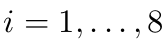 i = 1, . . . , 8